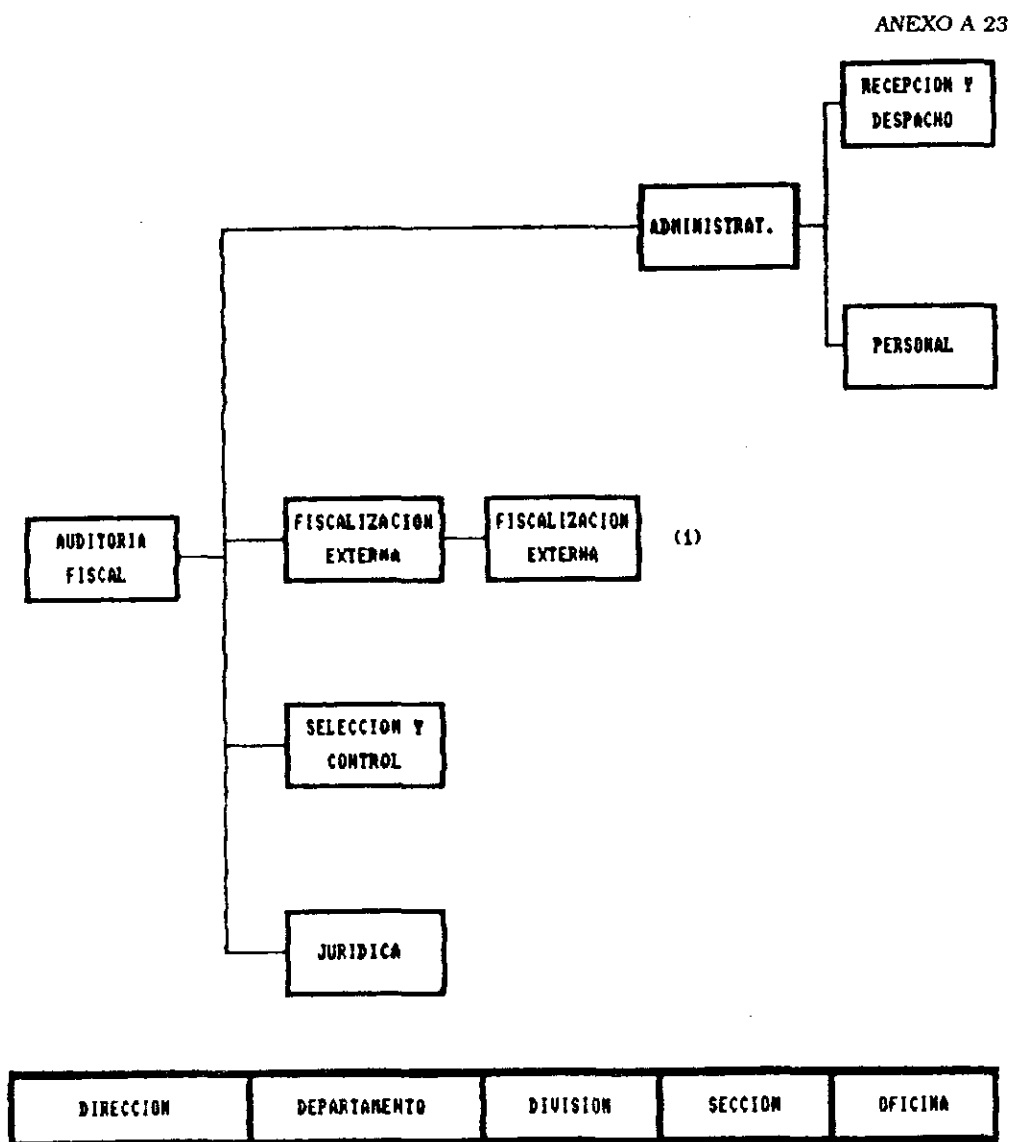 ANEXO A 23
RECEPCION Y
DESPACHO
ADMINISTRAT.
PERSONAL
AUDITORIA
FISCAL
FISCALIZACION
EXTERNA
FISCALIZACION
EXTERNA
(1)
SELECCION Y
CONTROL
JURIDICA
DIRECCION
DEPARTAMENTO
DIVISION
SECCION
OFICINA